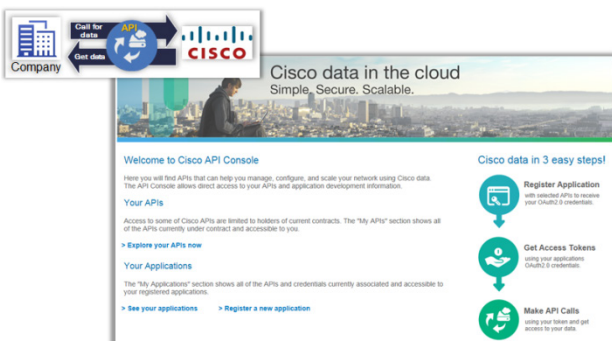 Call for
data
API
Get data
Company
CISCO
Cisco data in the cloud
Simple. Secure. Scalable.
Welcome to Cisco API Console
Here you will find APIs that can help you manage, configure, and scale your network using Cisco data.
The API Console allows direct access to your APIs and application development information.
Your APIs
Access to some of Cisco APIs are limited to holders of current contracts. The "My APIs" section shows all
of the APIs currently under contract and accessible to you.
> Explore your APIs now
Your Applications
The "My Applications" section shows all of the APIs and credentials currently associated and accessible to
your registered applications.
> See your applications > Register a new application
Cisco data in 3 easy steps!
Register Application
with selected APIs to receive
your OAuth2.0 credentials.
Get Access Tokens
using your applications
OAuth2.0 credentials.
Make API Calls
using your token and get
access to your data.